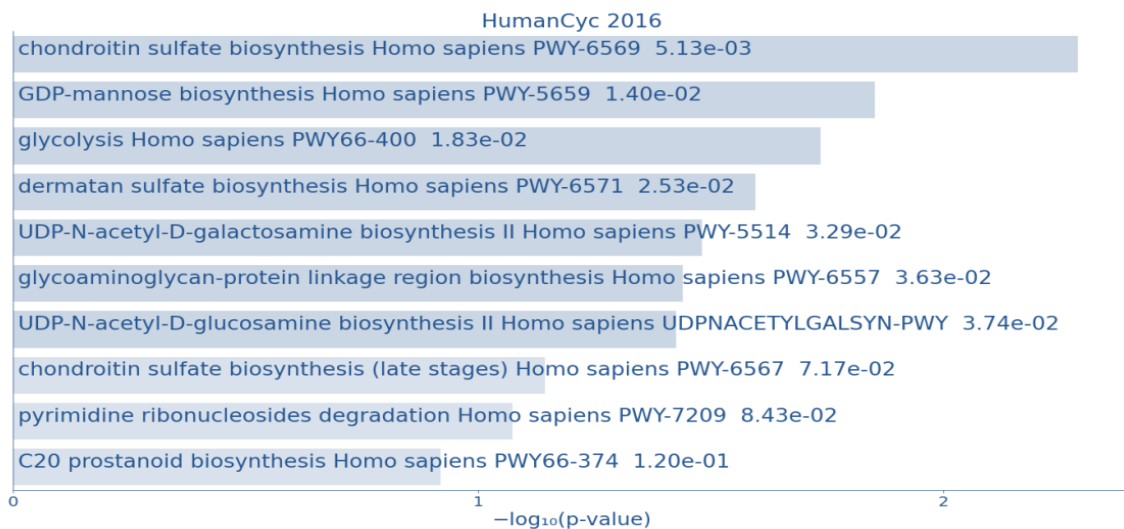 HumanCyc 2016
chondroitin sulfate biosynthesis Homo sapiens PWY-6569 5.13e-03
GDP-mannose biosynthesis Homo sapiens PWY-5659 1.40e-02
glycolysis Homo sapiens PWY66-400 1.83e-02
dermatan sulfate biosynthesis Homo sapiens PWY-6571 2.53e-02
UDP-N-acetyl-D-galactosamine biosynthesis II Homo sapiens PWY-5514 3.29e-02
glycoaminoglycan-protein linkage region biosynthesis Homo sapiens PWY-6557 3.63e-02
UDP-N-acetyl-D-glucosamine biosynthesis II Homo sapiens UDPNACETYLGALSYN-PWY 3.74e-02
chondroitin sulfate biosynthesis (late stages) Homo sapiens PWY-6567 7.17e-02
pyrimidine ribonucleosides degradation Homo sapiens PWY-7209 8.43e-02
C20 prostanoid biosynthesis Homo sapiens PWY66-374 1.20e-01
0 1 2
−log₁₀(p-value)